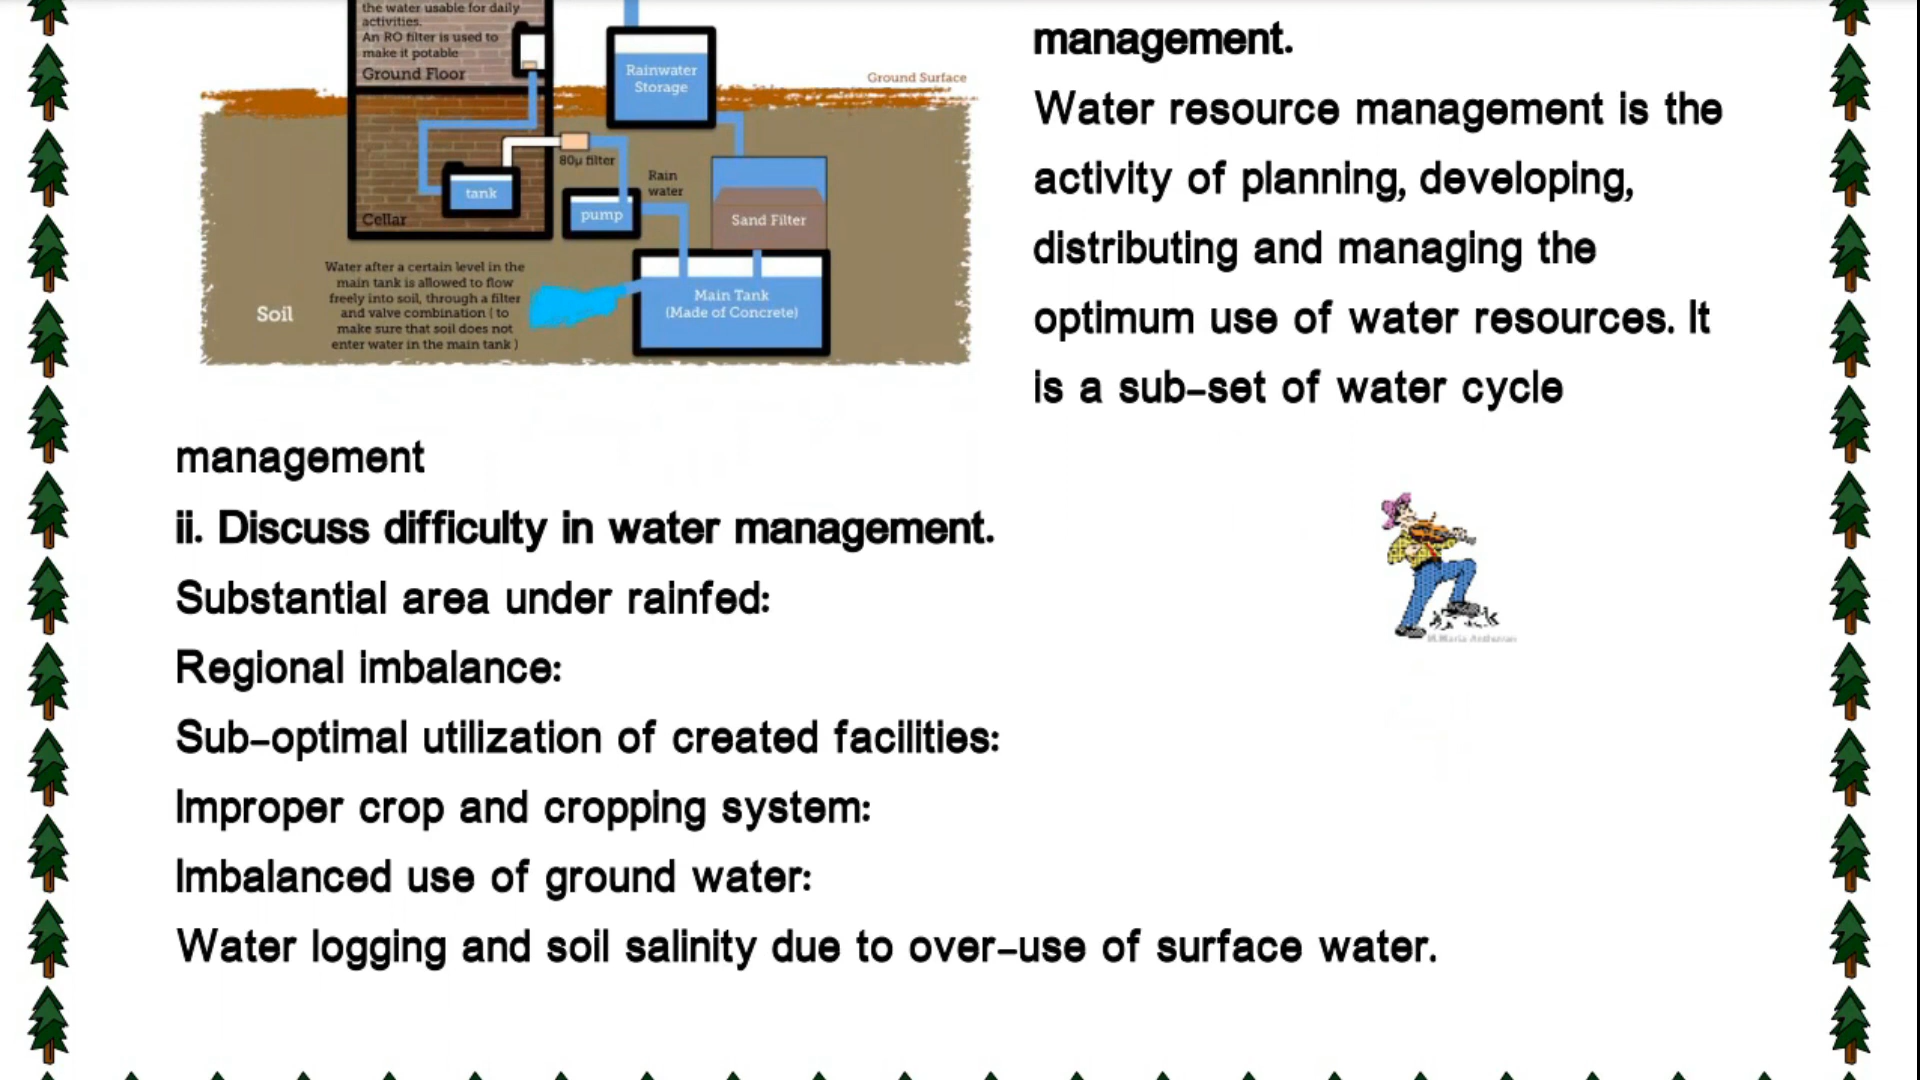 the water usable for daily
activities.
An RO filter is used to
make it potable
Ground Floor
Rainwater
Storage
Ground Surface
80µ filter
Rain
water
tank
pump
Sand Filter
Cellar
Water after a certain level in the
main tank is allowed to flow
freely into soil, through a filter
and valve combination ( to
make sure that soil does not
enter water in the main tank )
Soil
Main Tank
(Made of Concrete)
management.
Water resource management is the
activity of planning, developing,
distributing and managing the
optimum use of water resources. It
is a sub-set of water cycle
management
ii. Discuss difficulty in water management.
Substantial area under rainfed:
Regional imbalance:
Sub-optimal utilization of created facilities:
Improper crop and cropping system:
Imbalanced use of ground water:
Water logging and soil salinity due to over-use of surface water.